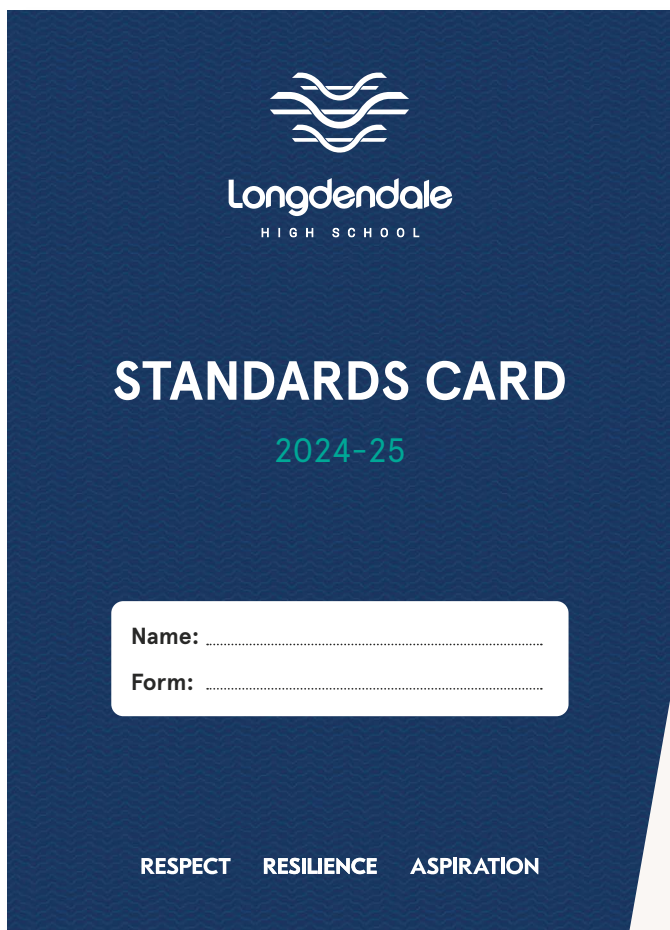 Longdendale
HIGH SCHOOL
STANDARDS CARD
2024-25
Name:
Form:
RESPECT RESILIENCE ASPIRATION